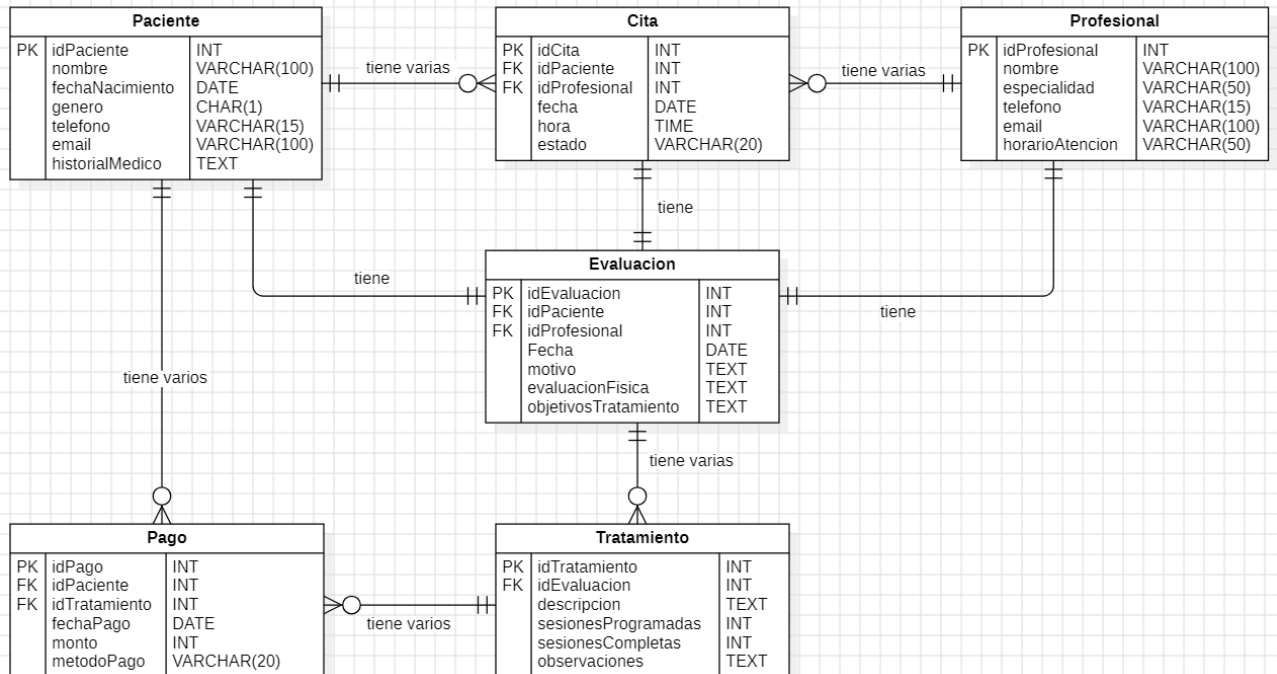 Paciente
PK idPaciente INT
nombre VARCHAR(100)
fechaNacimiento DATE
genero CHAR(1)
telefono VARCHAR(15)
email VARCHAR(100)
historialMedico TEXT
tiene varias
Cita
PK idCita INT
FK idPaciente INT
FK idProfesional INT
fecha DATE
hora TIME
estado VARCHAR(20)
tiene varias
Profesional
PK idProfesional INT
nombre VARCHAR(100)
especialidad VARCHAR(50)
telefono VARCHAR(15)
email VARCHAR(100)
horarioAtencion VARCHAR(50)
tiene
tiene
tiene
Evaluacion
PK idEvaluacion INT
FK idPaciente INT
FK idProfesional INT
Fecha DATE
motivo TEXT
evaluacionFisica TEXT
objetivosTratamiento TEXT
tiene varios
tiene varias
Pago
PK idPago INT
FK idPaciente INT
FK idTratamiento INT
fechaPago DATE
monto INT
metodoPago VARCHAR(20)
tiene varios
Tratamiento
PK idTratamiento INT
FK idEvaluacion INT
descripcion TEXT
sesionesProgramadas INT
sesionesCompletas INT
observaciones TEXT